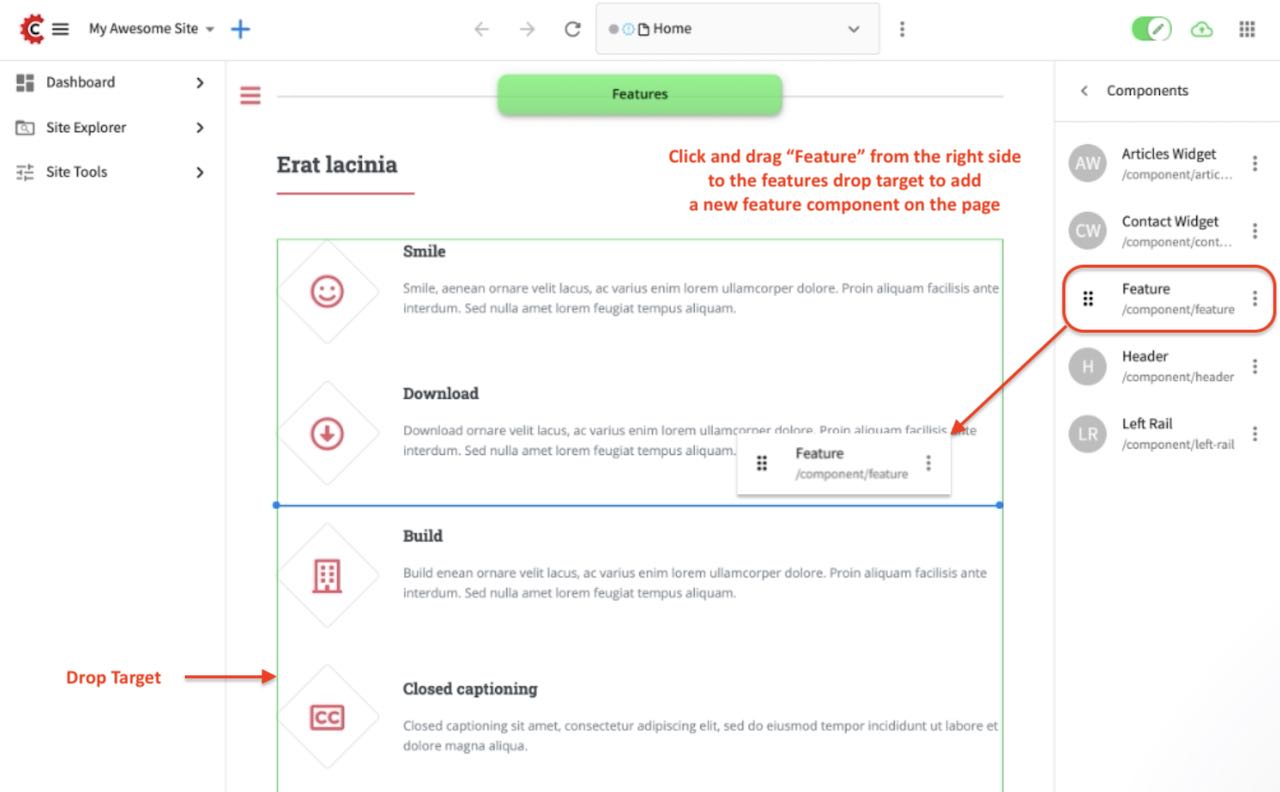 My Awesome Site
Home
Dashboard
Site Explorer
Site Tools
Features
Erat lacinia
Click and drag “Feature” from the right side
to the features drop target to add
a new feature component on the page
Smile
Smile, aenean ornare velit lacus, ac varius enim lorem ullamcorper dolore. Proin aliquam facilisis ante
interdum. Sed nulla amet lorem feugiat tempus aliquam.
Download
Download ornare velit lacus, ac varius enim lorem ullamcorper dolore. Proin aliquam facilisis ante
interdum. Sed nulla amet lorem feugiat tempus aliquam.
Feature
/component/feature
Build
Build enean ornare velit lacus, ac varius enim lorem ullamcorper dolore. Proin aliquam facilisis ante
interdum. Sed nulla amet lorem feugiat tempus aliquam.
Drop Target
CC
Closed captioning
Closed captioning sit amet, consectetur adipiscing elit, sed do eiusmod tempor incididunt ut labore et
dolore magna aliqua.
Components
AW
Articles Widget
/component/artic...
CW
Contact Widget
/component/cont...
Feature
/component/feature
H
Header
/component/header
LR
Left Rail
/component/left-rail